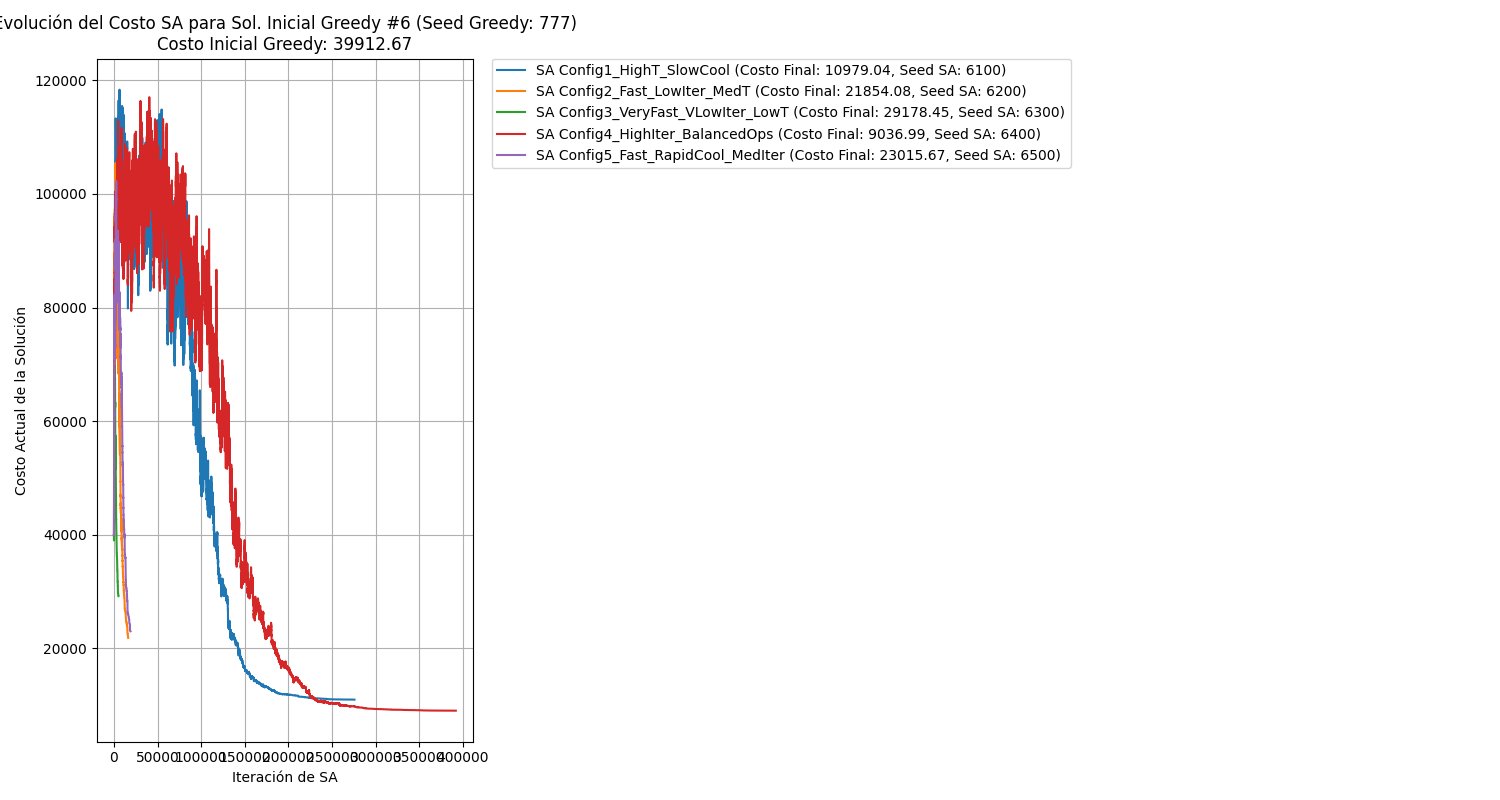 Evolución del Costo SA para Sol. Inicial Greedy #6 (Seed Greedy: 777)
Costo Inicial Greedy: 39912.67
SA Config1_HighT_SlowCool (Costo Final: 10979.04, Seed SA: 6100)
SA Config2_Fast_LowIter_MedT (Costo Final: 21854.08, Seed SA: 6200)
SA Config3_VeryFast_VLowIter_LowT (Costo Final: 29178.45, Seed SA: 6300)
SA Config4_HighIter_BalancedOps (Costo Final: 9036.99, Seed SA: 6400)
SA Config5_Fast_RapidCool_MedIter (Costo Final: 23015.67, Seed SA: 6500)
Costo Actual de la Solución
120000
100000
80000
60000
40000
20000
0 50000 100000 150000 200000 250000 300000 350000 400000
Iteración de SA